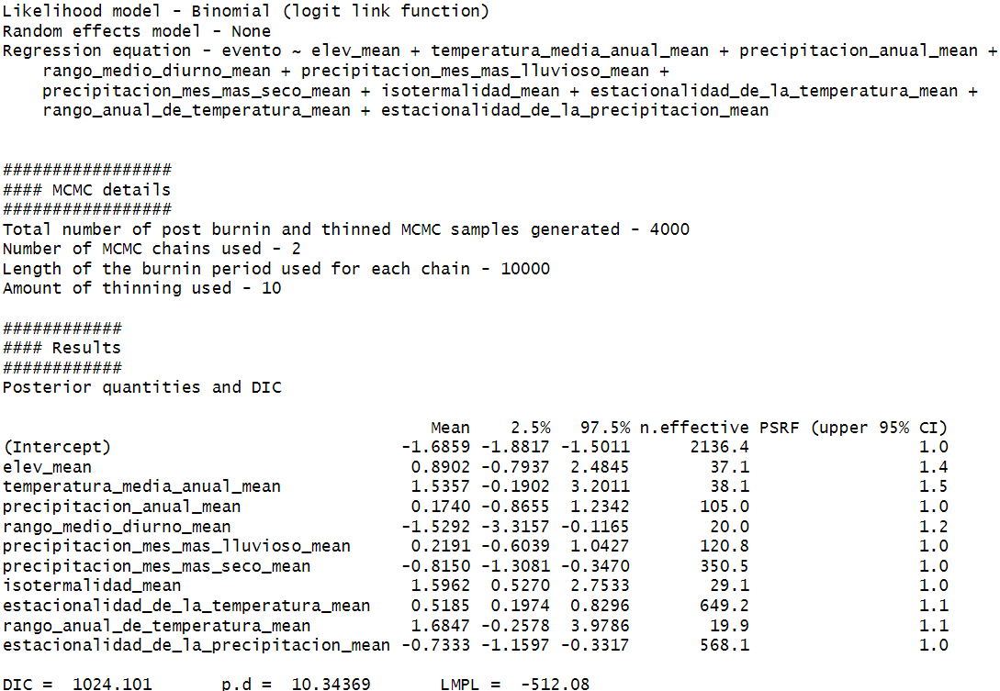 Likelihood model - Binomial (logit link function)
Random effects model - None
Regression equation - evento ~ elev_mean + temperatura_media_anual_mean + precipitacion_anual_mean +
    rango_medio_diurno_mean + precipitacion_mes_mas_lluvioso_mean +
    precipitacion_mes_mas_seco_mean + isotermalidad_mean + estacionalidad_de_la_temperatura_mean +
    rango_anual_de_temperatura_mean + estacionalidad_de_la_precipitacion_mean
#################
#### MCMC details
#################
Total number of post burnin and thinned MCMC samples generated - 4000
Number of MCMC chains used - 2
Length of the burnin period used for each chain - 10000
Amount of thinning used - 10
############
#### Results
############
Posterior quantities and DIC
                                           Mean    2.5%   97.5% n.effective PSRF (upper 95% CI)
(Intercept)                             -1.6859 -1.8817 -1.5011      2136.4                 1.0
elev_mean                                0.8902 -0.7937  2.4845        37.1                 1.4
temperatura_media_anual_mean             1.5357 -0.1902  3.2011        38.1                 1.5
precipitacion_anual_mean                 0.1740 -0.8655  1.2342       105.0                 1.0
rango_medio_diurno_mean                 -1.5292 -3.3157 -0.1165        20.0                 1.2
precipitacion_mes_mas_lluvioso_mean      0.2191 -0.6039  1.0427       120.8                 1.0
precipitacion_mes_mas_seco_mean         -0.8150 -1.3081 -0.3470       350.5                 1.0
isotermalidad_mean                       1.5962  0.5270  2.7533        29.1                 1.0
estacionalidad_de_la_temperatura_mean    0.5185  0.1974  0.8296       649.2                 1.1
rango_anual_de_temperatura_mean          1.6847 -0.2578  3.9786        19.9                 1.1
estacionalidad_de_la_precipitacion_mean -0.7333 -1.1597 -0.3317       568.1                 1.0
DIC =  1024.101       p.d =  10.34369       LMPL =  -512.08